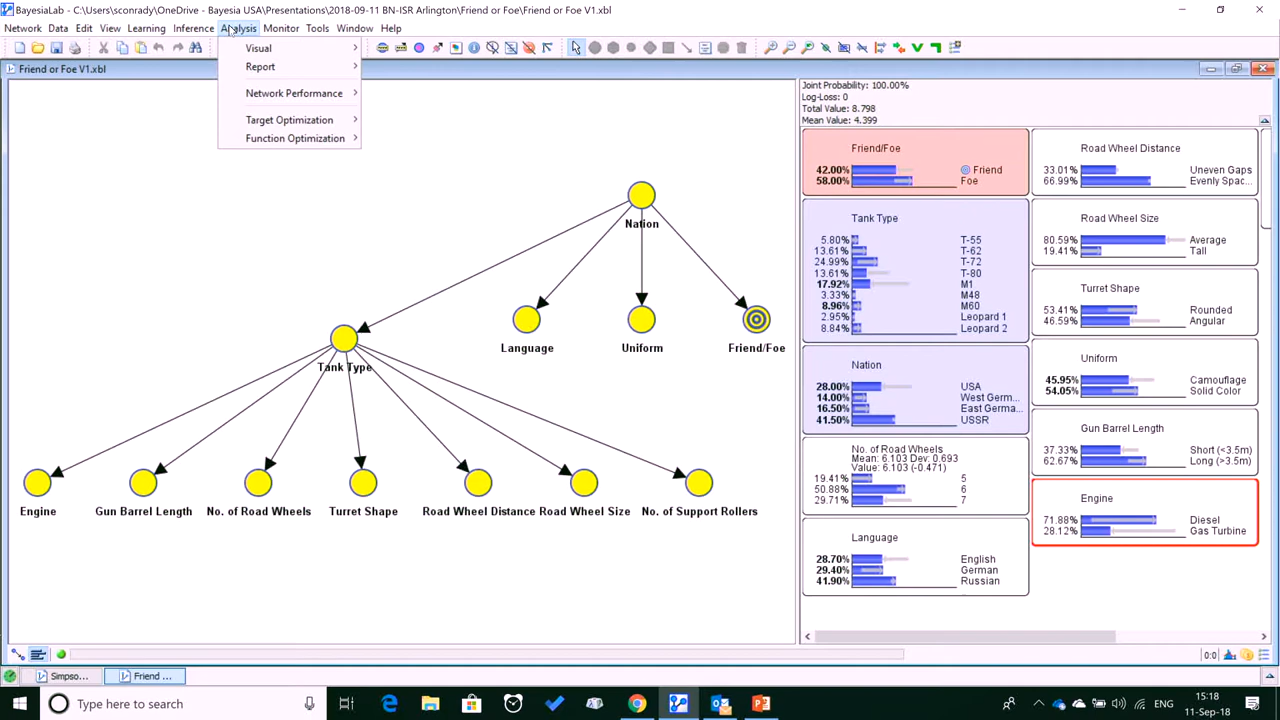 BayesiaLab - C:\Users\sconrady\OneDrive - Bayesia USA\Presentations\2018-09-11 BN-ISR Arlington\Friend or Foe\Friend or Foe V1.xbl
Network Data Edit View Learning Inference Analysis Monitor Tools Window Help
Visual
Report
Network Performance
Target Optimization
Function Optimization
Friend or Foe V1.xbl
Nation
Language
Uniform
Friend/Foe
Tank Type
Engine
Gun Barrel Length
No. of Road Wheels
Turret Shape
Road Wheel Distance
Road Wheel Size
No. of Support Rollers
Joint Probability: 100.00%
Log-Loss: 0
Total Value: 8.798
Mean Value: 4.399
Friend/Foe
42.00% Friend
58.00% Foe
Tank Type
5.80% T-55
13.61% T-62
24.99% T-72
13.61% T-80
17.92% M1
3.33% M48
8.96% M60
2.95% Leopard 1
8.84% Leopard 2
Nation
28.00% USA
14.00% West Germ...
16.50% East Germa...
41.50% USSR
No. of Road Wheels
Mean: 6.103 Dev: 0.693
Value: 6.103 (-0.471)
19.41% 5
50.88% 6
29.71% 7
Language
28.70% English
29.40% German
41.90% Russian
Road Wheel Distance
33.01% Uneven Gaps
66.99% Evenly Spac...
Road Wheel Size
80.59% Average
19.41% Tall
Turret Shape
53.41% Rounded
46.59% Angular
Uniform
45.95% Camouflage
54.05% Solid Color
Gun Barrel Length
37.33% Short (<3.5m)
62.67% Long (>3.5m)
Engine
71.88% Diesel
28.12% Gas Turbine
0:0
Simpso... Friend ...
Type here to search
15:18
11-Sep-18